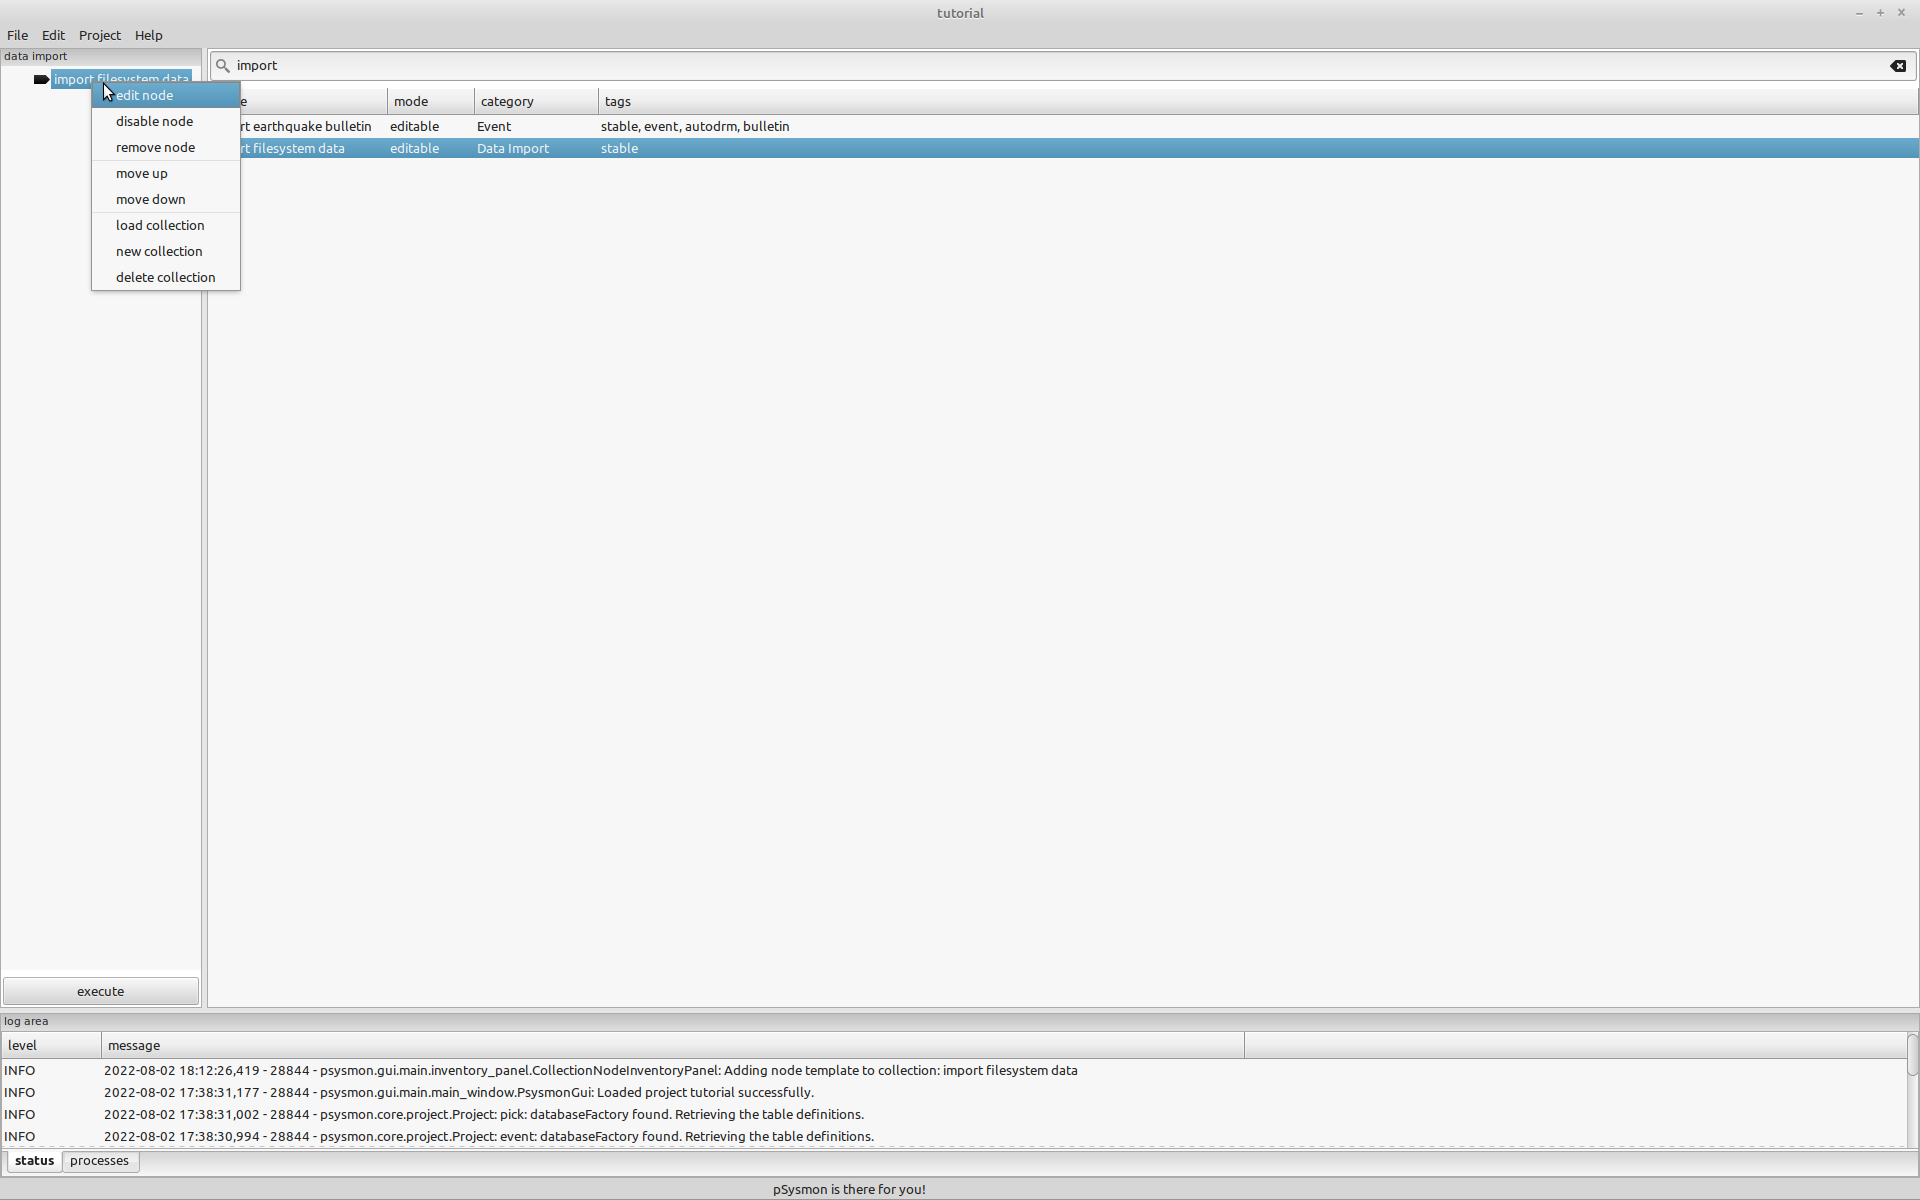 tutorial
File Edit Project Help
data import
import filesystem data
import
edit node
disable node
remove node
move up
move down
load collection
new collection
delete collection
mode category tags
earthquake bulletin editable Event stable, event, autodrm, bulletin
filesystem data editable Data Import stable
execute
log area
level message
INFO 2022-08-02 18:12:26,419 - 28844 - psysmon.gui.main.inventory_panel.CollectionNodeInventoryPanel: Adding node template to collection: import filesystem data
INFO 2022-08-02 17:38:31,177 - 28844 - psysmon.gui.main.main_window.PsysmonGui: Loaded project tutorial successfully.
INFO 2022-08-02 17:38:31,002 - 28844 - psysmon.core.project.Project: pick: databaseFactory found. Retrieving the table definitions.
INFO 2022-08-02 17:38:30,994 - 28844 - psysmon.core.project.Project: event: databaseFactory found. Retrieving the table definitions.
status processes
pSysmon is there for you!